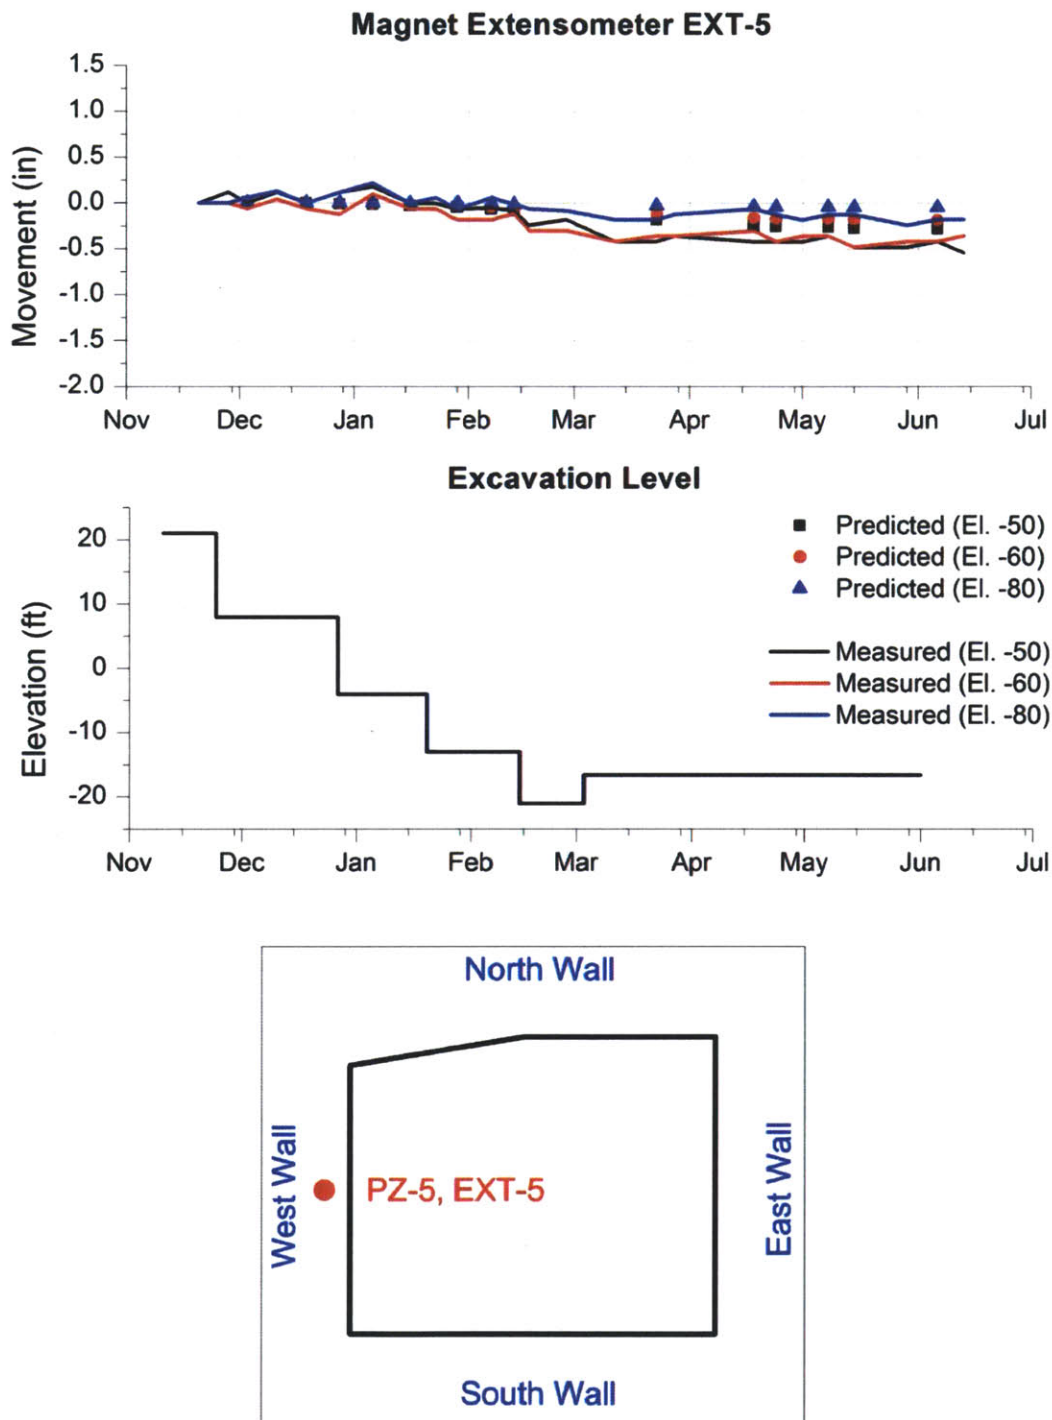 Magnet Extensometer EXT-5
Movement (in)
1.5
1.0
0.5
0.0
-0.5
-1.0
-1.5
-2.0
Nov Dec Jan Feb Mar Apr May Jun Jul
Excavation Level
Elevation (ft)
20
10
0
-10
-20
Predicted (El. -50)
Predicted (El. -60)
Predicted (El. -80)
Measured (El. -50)
Measured (El. -60)
Measured (El. -80)
Nov Dec Jan Feb Mar Apr May Jun Jul
North Wall
West Wall
PZ-5, EXT-5
East Wall
South Wall